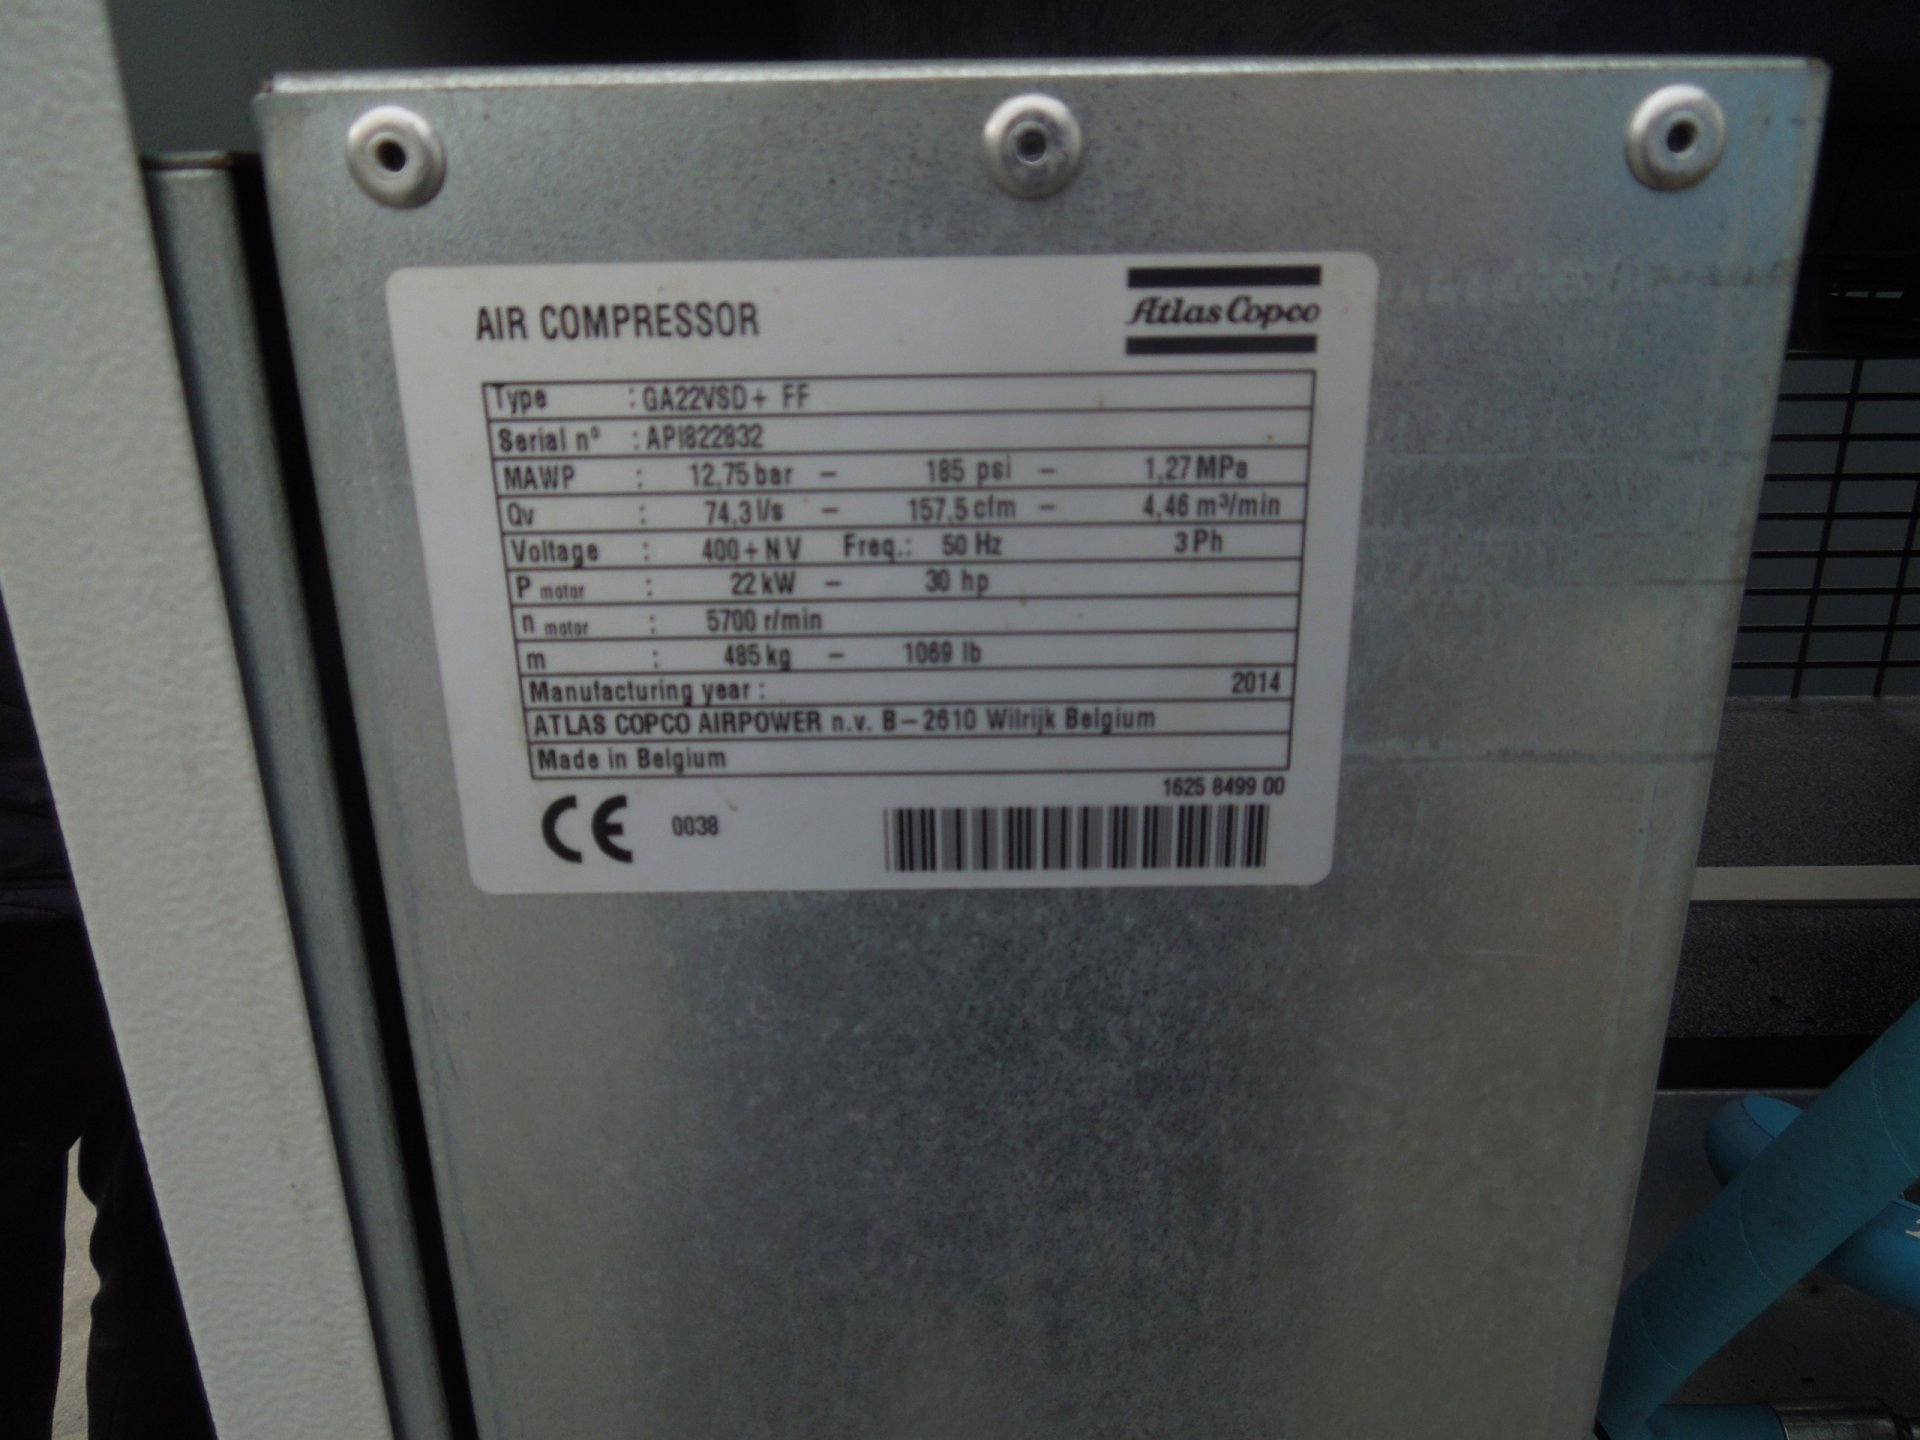 AIR COMPRESSOR
Atlas Copco
Type : GA22VSD+ FF
Serial nº : API822832
MAWP : 12,75 bar – 185 psi – 1,27 MPa
Qv : 74,3 l/s – 157,5 cfm – 4,46 m³/min
Voltage : 400+N V Freq.: 50 Hz 3 Ph
P motor : 22 kW – 30 hp
n motor : 5700 r/min
m : 485 kg – 1069 lb
Manufacturing year : 2014
ATLAS COPCO AIRPOWER n.v. B–2610 Wilrijk Belgium
Made in Belgium
1625 8499 00
CE 0038